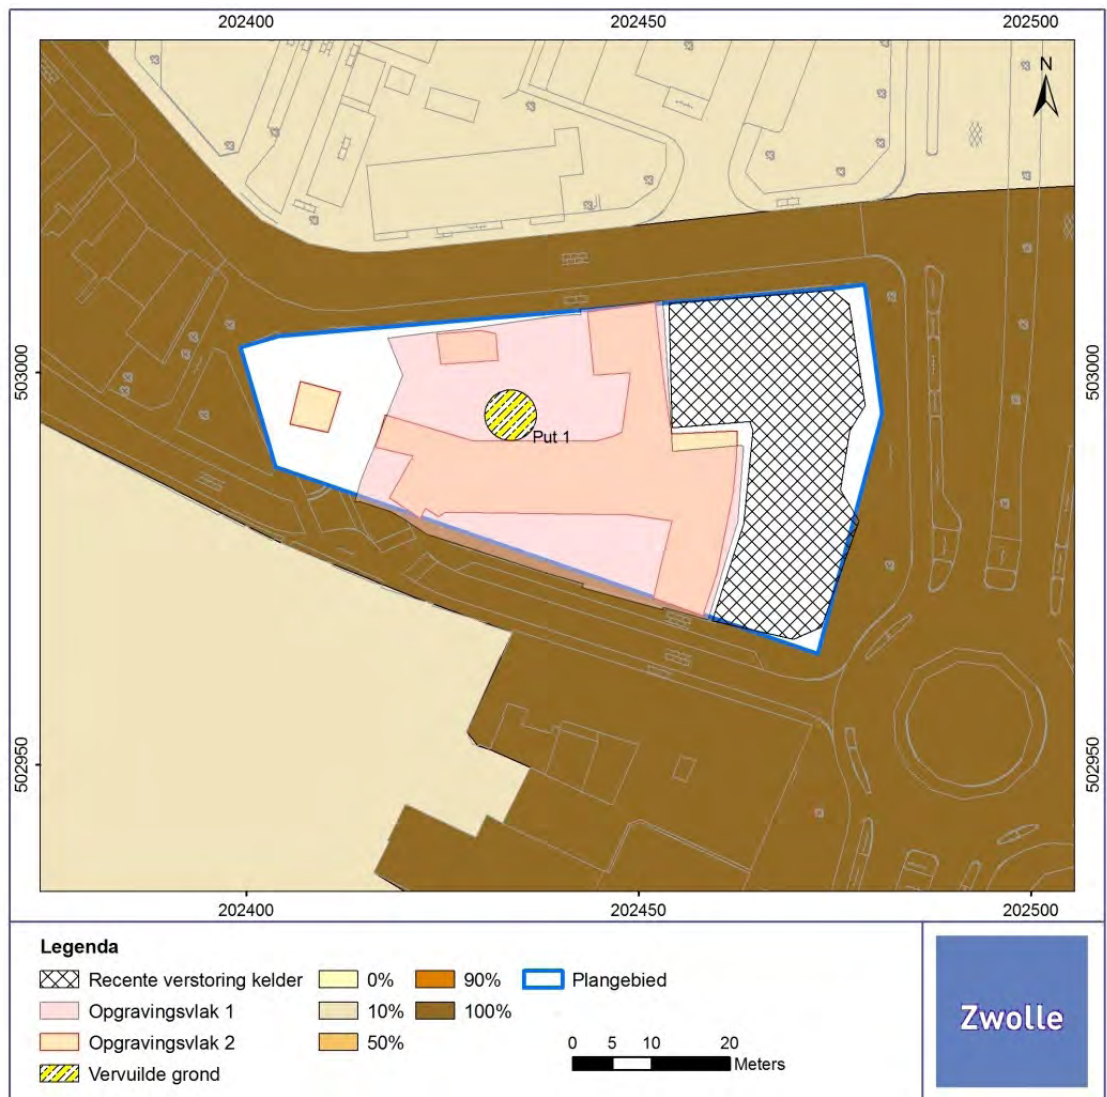 202400 202450 202500
N
503000 503000
Put 1
502950 502950
202400 202450 202500
Legenda
Recente verstoring kelder 0% 90% Plangebied
Opgravingsvlak 1 10% 100%
Opgravingsvlak 2 50%
Vervuilde grond
0 5 10 20
Meters
Zwolle